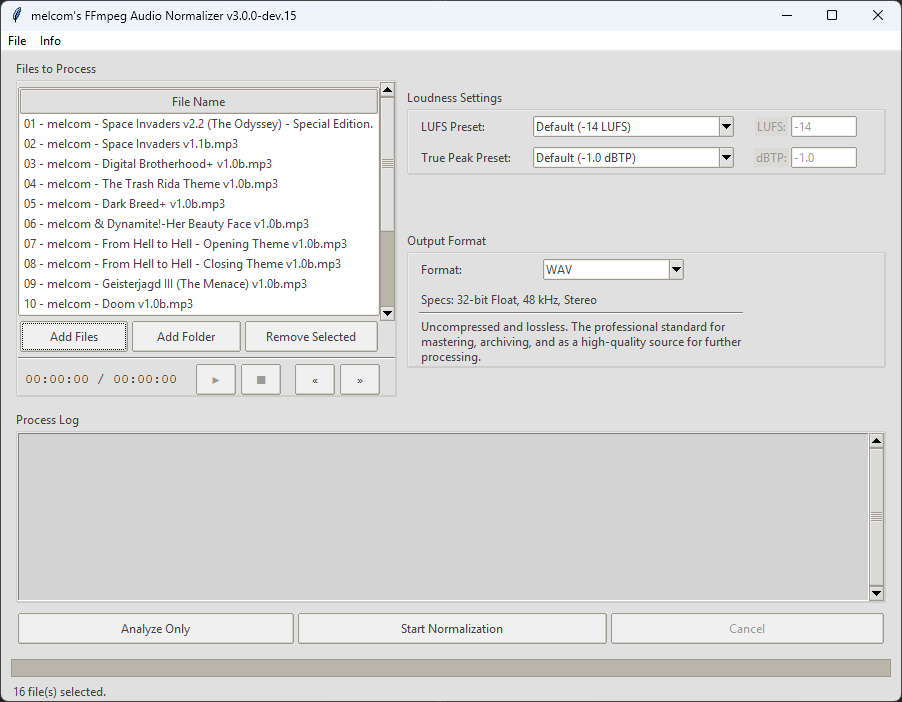 melcom's FFmpeg Audio Normalizer v3.0.0-dev.15
File Info
Files to Process
File Name
01 - melcom - Space Invaders v2.2 (The Odyssey) - Special Edition.
02 - melcom - Space Invaders v1.1b.mp3
03 - melcom - Digital Brotherhood+ v1.0b.mp3
04 - melcom - The Trash Rida Theme v1.0b.mp3
05 - melcom - Dark Breed+ v1.0b.mp3
06 - melcom & Dynamite!-Her Beauty Face v1.0b.mp3
07 - melcom - From Hell to Hell - Opening Theme v1.0b.mp3
08 - melcom - From Hell to Hell - Closing Theme v1.0b.mp3
09 - melcom - Geisterjagd III (The Menace) v1.0b.mp3
10 - melcom - Doom v1.0b.mp3
Add Files Add Folder Remove Selected
00:00:00 / 00:00:00 ▶ ■ « »
Loudness Settings
LUFS Preset: Default (-14 LUFS) LUFS: -14
True Peak Preset: Default (-1.0 dBTP) dBTP: -1.0
Output Format
Format: WAV
Specs: 32-bit Float, 48 kHz, Stereo
Uncompressed and lossless. The professional standard for
mastering, archiving, and as a high-quality source for further
processing.
Process Log
Analyze Only Start Normalization Cancel
16 file(s) selected.